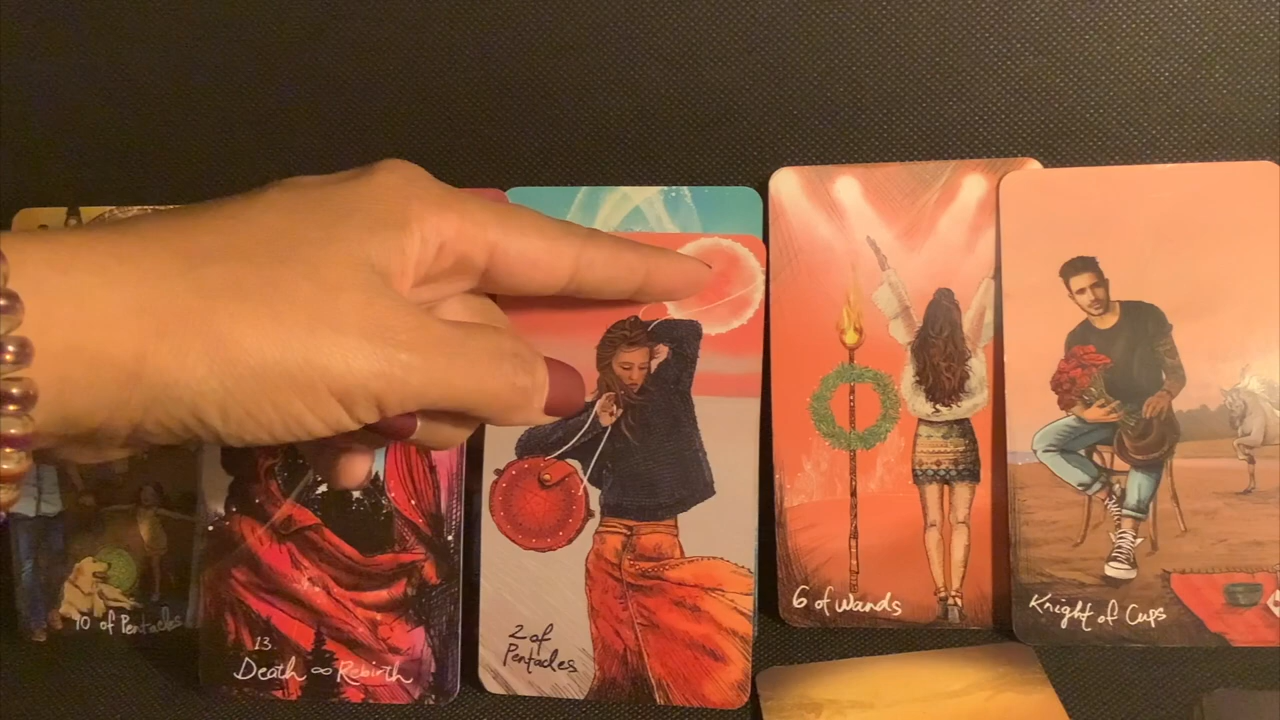 10 of Pentacles
13.
Death ∞ Rebirth
2 of
Pentacles
6 of Wands
Knight of Cups